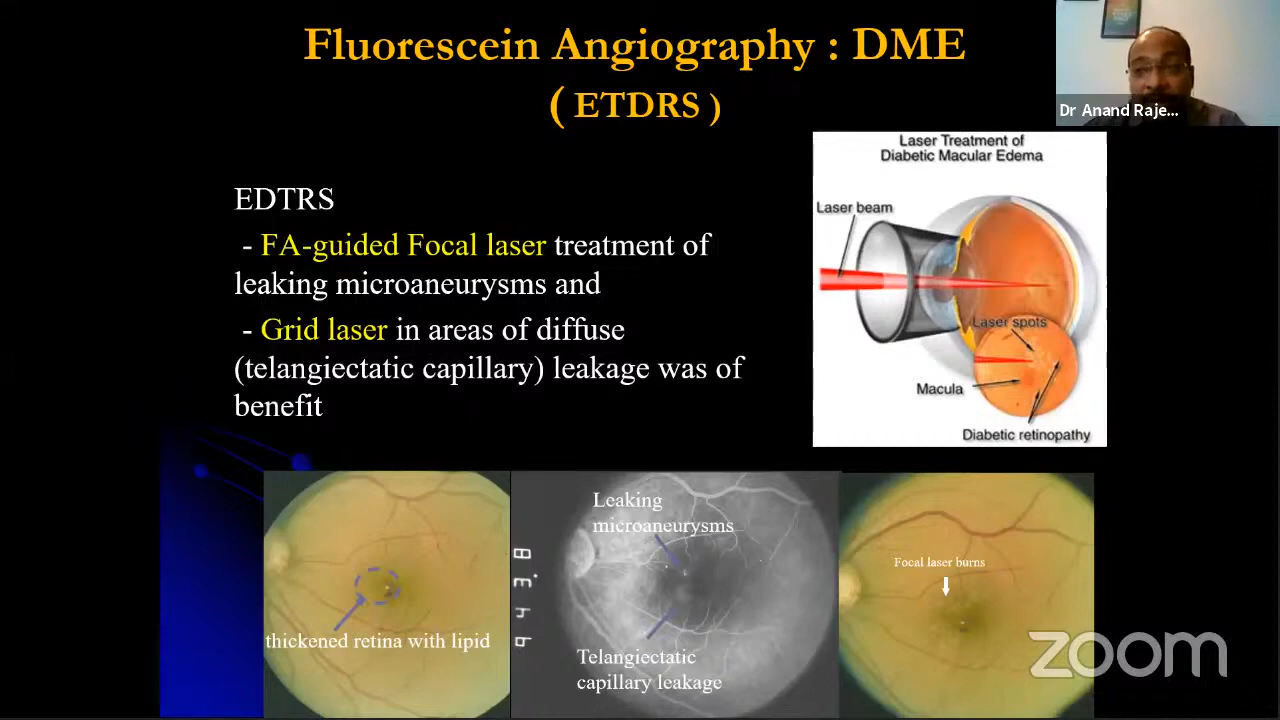 Fluorescein Angiography : DME
( ETDRS )
Dr Anand Raje...
EDTRS
- FA-guided Focal laser treatment of
leaking microaneurysms and
- Grid laser in areas of diffuse
(telangiectatic capillary) leakage was of
benefit
Laser Treatment of
Diabetic Macular Edema
Laser beam
Laser spots
Macula
Diabetic retinopathy
thickened retina with lipid
Leaking
microaneurysms
Telangiectatic
capillary leakage
Focal laser burns
zoom